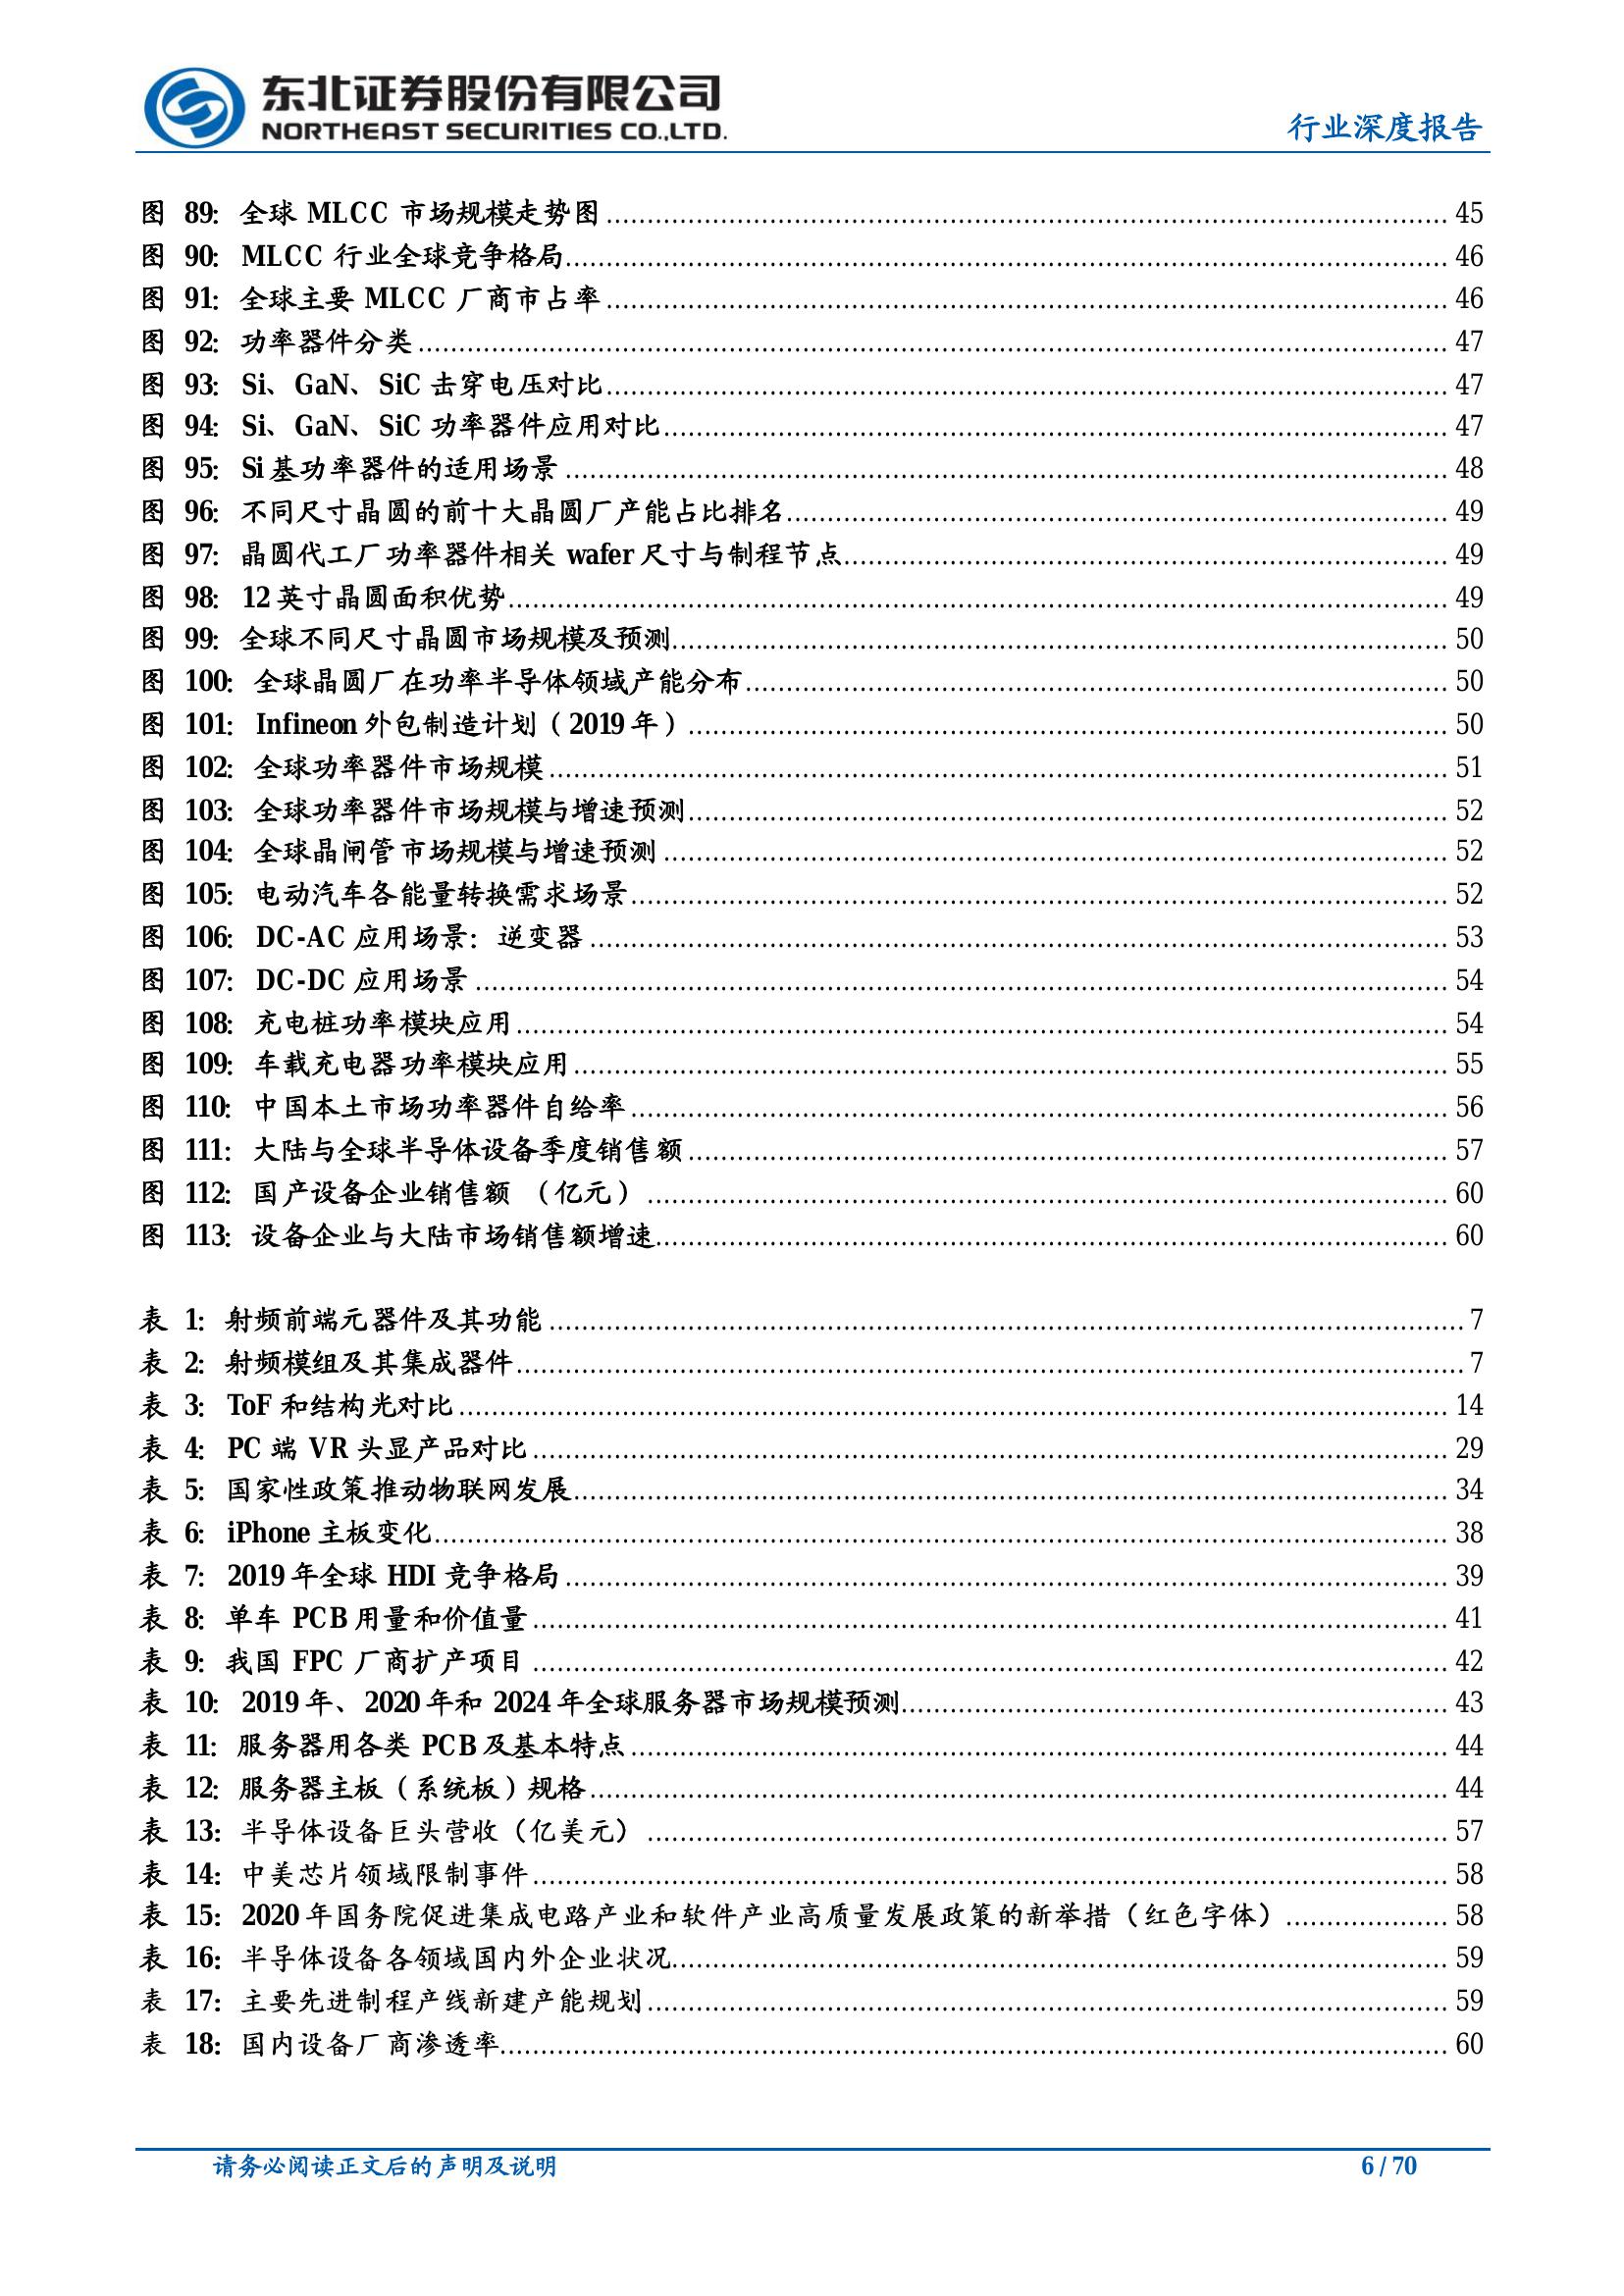 东北证券股份有限公司
NORTHEAST SECURITIES CO.,LTD.
行业深度报告
图 89: 全球 MLCC 市场规模走势图 45
图 90: MLCC 行业全球竞争格局 46
图 91: 全球主要 MLCC 厂商市占率 46
图 92: 功率器件分类 47
图 93: Si、GaN、SiC 击穿电压对比 47
图 94: Si、GaN、SiC 功率器件应用对比 47
图 95: Si 基功率器件的适用场景 48
图 96: 不同尺寸晶圆的前十大晶圆厂产能占比排名 49
图 97: 晶圆代工厂功率器件相关 wafer 尺寸与制程节点 49
图 98: 12 英寸晶圆面积优势 49
图 99: 全球不同尺寸晶圆市场规模及预测 50
图 100: 全球晶圆厂在功率半导体领域产能分布 50
图 101: Infineon 外包制造计划（2019 年） 50
图 102: 全球功率器件市场规模 51
图 103: 全球功率器件市场规模与增速预测 52
图 104: 全球晶闸管市场规模与增速预测 52
图 105: 电动汽车各能量转换需求场景 52
图 106: DC-AC 应用场景：逆变器 53
图 107: DC-DC 应用场景 54
图 108: 充电桩功率模块应用 54
图 109: 车载充电器功率模块应用 55
图 110: 中国本土市场功率器件自给率 56
图 111: 大陆与全球半导体设备季度销售额 57
图 112: 国产设备企业销售额 （亿元） 60
图 113: 设备企业与大陆市场销售额增速 60
表 1: 射频前端元器件及其功能 7
表 2: 射频模组及其集成器件 7
表 3: ToF 和结构光对比 14
表 4: PC 端 VR 头显产品对比 29
表 5: 国家性政策推动物联网发展 34
表 6: iPhone 主板变化 38
表 7: 2019 年全球 HDI 竞争格局 39
表 8: 单车 PCB 用量和价值量 41
表 9: 我国 FPC 厂商扩产项目 42
表 10: 2019 年、2020 年和 2024 年全球服务器市场规模预测 43
表 11: 服务器用各类 PCB 及基本特点 44
表 12: 服务器主板（系统板）规格 44
表 13: 半导体设备巨头营收（亿美元） 57
表 14: 中美芯片领域限制事件 58
表 15: 2020 年国务院促进集成电路产业和软件产业高质量发展政策的新举措（红色字体） 58
表 16: 半导体设备各领域国内外企业状况 59
表 17: 主要先进制程产线新建产能规划 59
表 18: 国内设备厂商渗透率 60
请务必阅读正文后的声明及说明
6 / 70